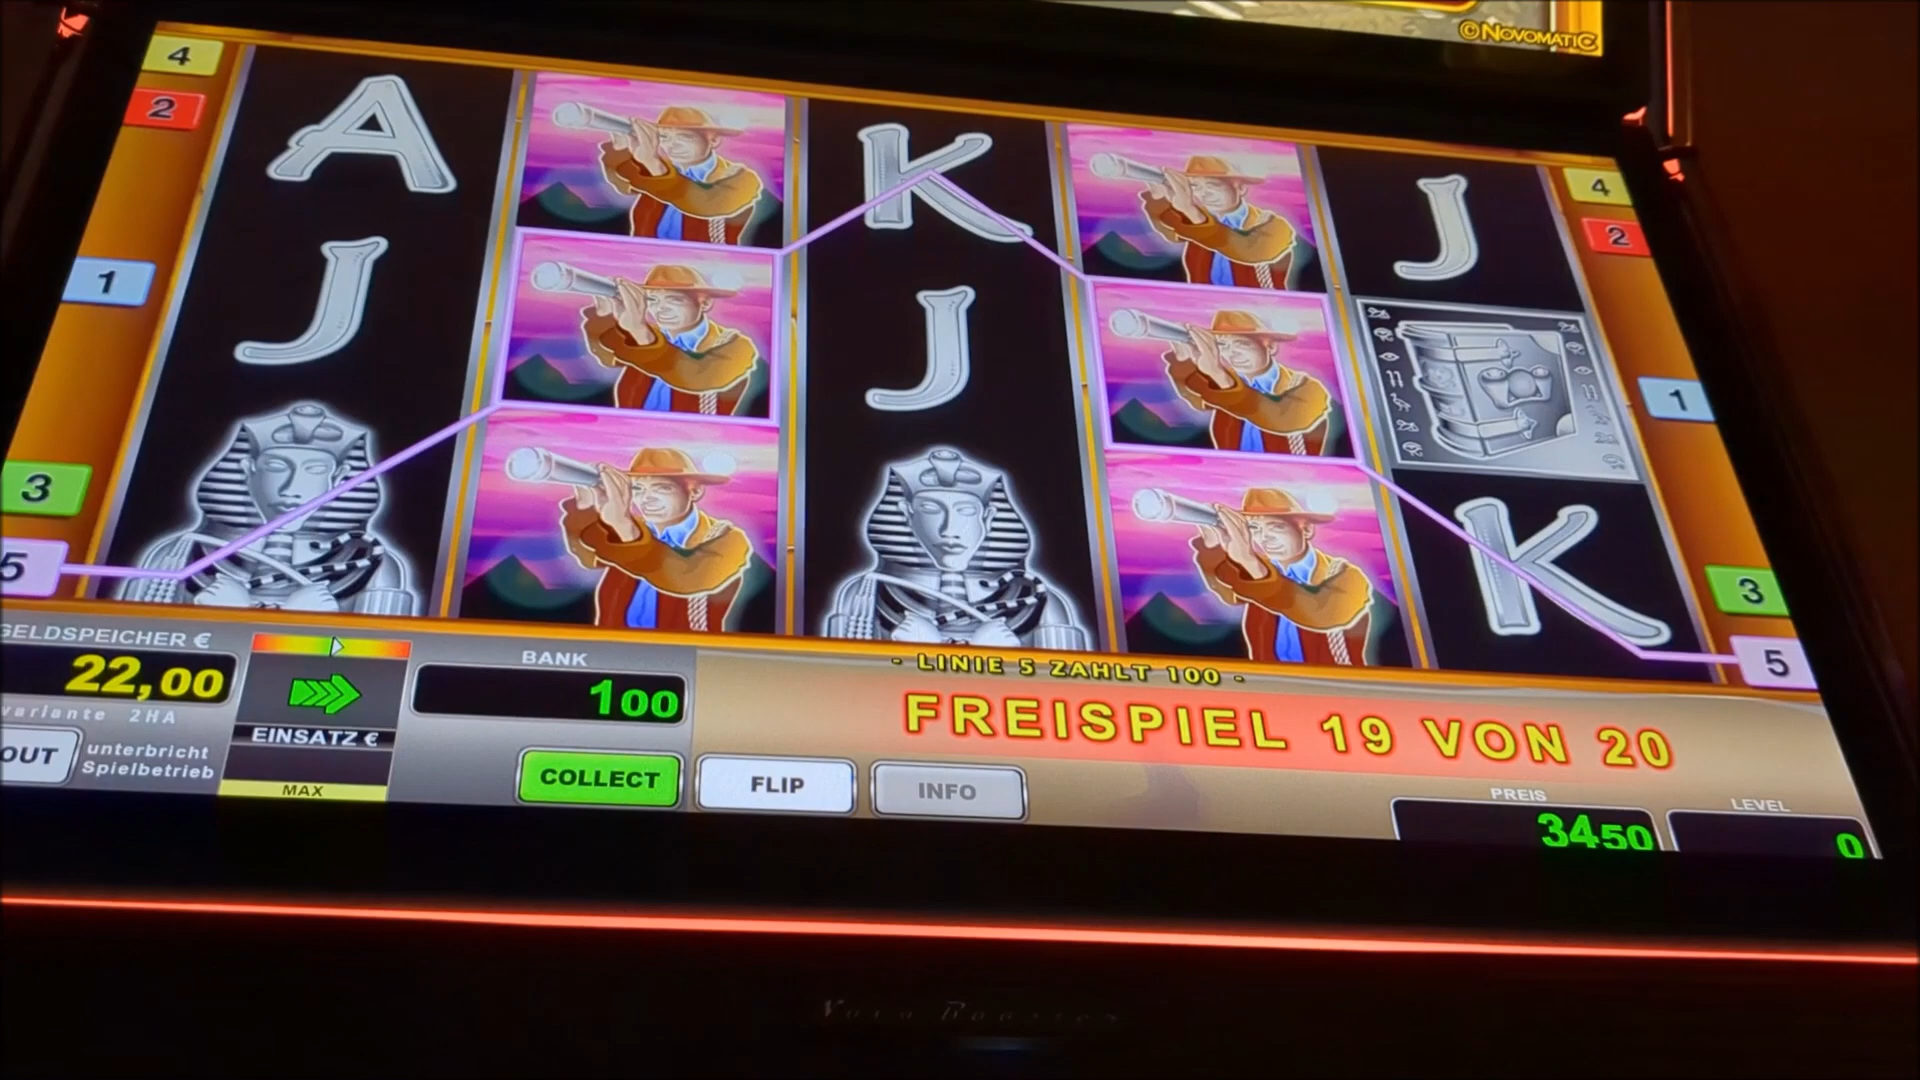 ©NOVOMATIC
4
2
1
3
5
A
K
J
4
J
J
2
1
K
3
5
GELDSPEICHER €
22,00
variante 2HA
OUT
unterbricht
Spielbetrieb
EINSATZ €
MAX
BANK
100
COLLECT
FLIP
INFO
- LINIE 5 ZAHLT 100 -
FREISPIEL 19 VON 20
PREIS
3450
LEVEL
0